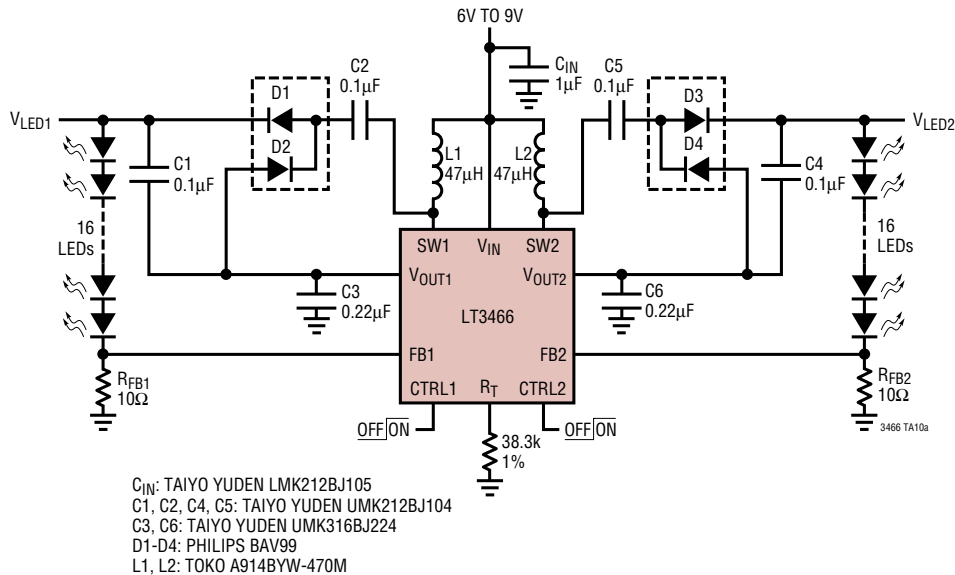 6V TO 9V
C2
0.1µF
D1
D2
CIN
1µF
C5
0.1µF
D3
D4
VLED1
VLED2
C1
0.1µF
L1
47µH
L2
47µH
C4
0.1µF
16
LEDs
16
LEDs
SW1
VIN
SW2
VOUT1
VOUT2
C3
0.22µF
C6
0.22µF
LT3466
FB1
FB2
RFB1
10Ω
CTRL1
RT
CTRL2
RFB2
10Ω
OFF ON
OFF ON
38.3k
1%
3466 TA10a
CIN: TAIYO YUDEN LMK212BJ105
C1, C2, C4, C5: TAIYO YUDEN UMK212BJ104
C3, C6: TAIYO YUDEN UMK316BJ224
D1-D4: PHILIPS BAV99
L1, L2: TOKO A914BYW-470M